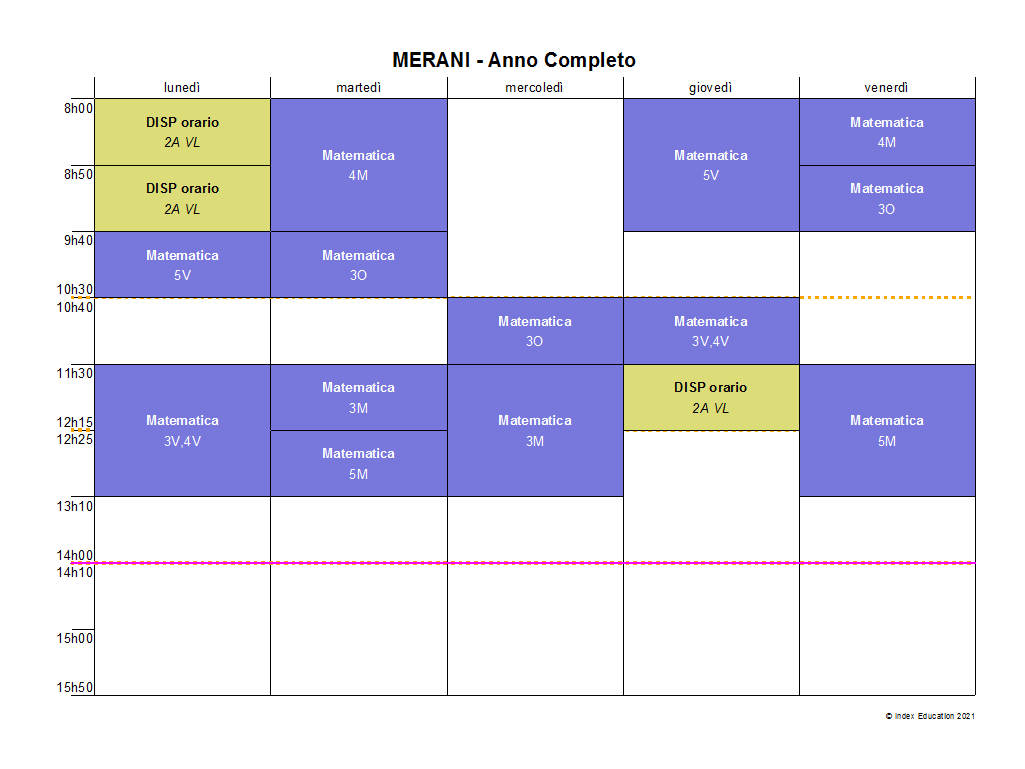 MERANI - Anno Completo
lunedì martedì mercoledì giovedì venerdì
8h00
DISP orario
2A VL
Matematica
4M
Matematica
5V
Matematica
4M
8h50
DISP orario
2A VL
Matematica
3O
9h40
Matematica
5V
Matematica
3O
10h30
10h40
Matematica
3O
Matematica
3V,4V
11h30
Matematica
3V,4V
Matematica
3M
Matematica
3M
DISP orario
2A VL
Matematica
5M
12h15
12h25
Matematica
5M
13h10
14h00
14h10
15h00
15h50
© Index Education 2021